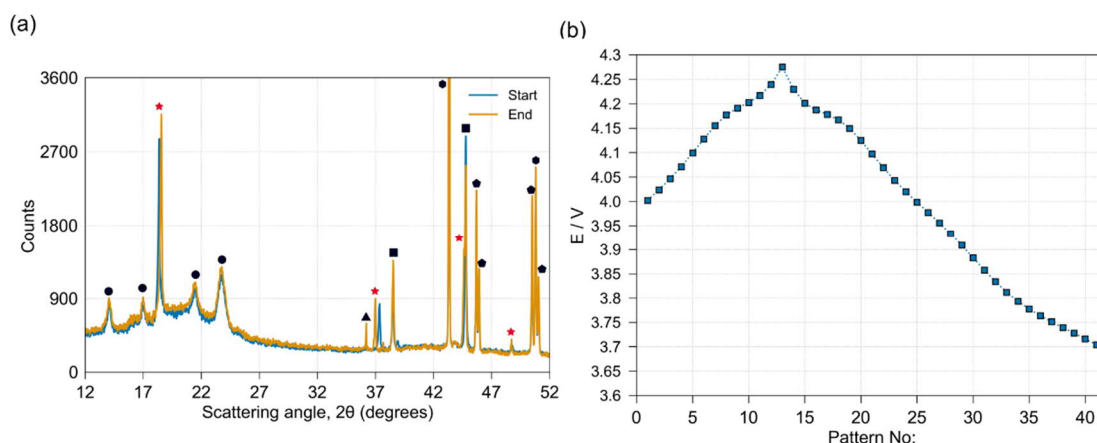 (a)
(b)
3600
2700
1800
900
0
Counts
Start
End
12 17 22 27 32 37 42 47 52
Scattering angle, 2θ (degrees)
4.3
4.25
4.2
4.15
4.1
4.05
4.0
3.95
3.9
3.85
3.8
3.75
3.7
3.65
3.6
E / V
0 5 10 15 20 25 30 35 40
Pattern No: